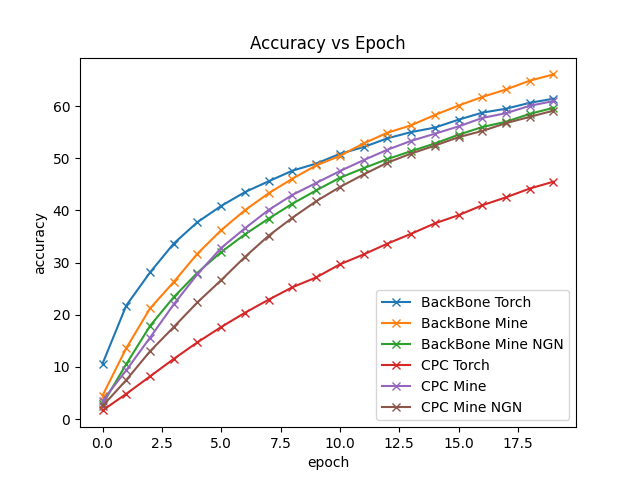 Accuracy vs Epoch
accuracy
60
50
40
30
20
10
0
0.0 2.5 5.0 7.5 10.0 12.5 15.0 17.5
epoch
BackBone Torch
BackBone Mine
BackBone Mine NGN
CPC Torch
CPC Mine
CPC Mine NGN